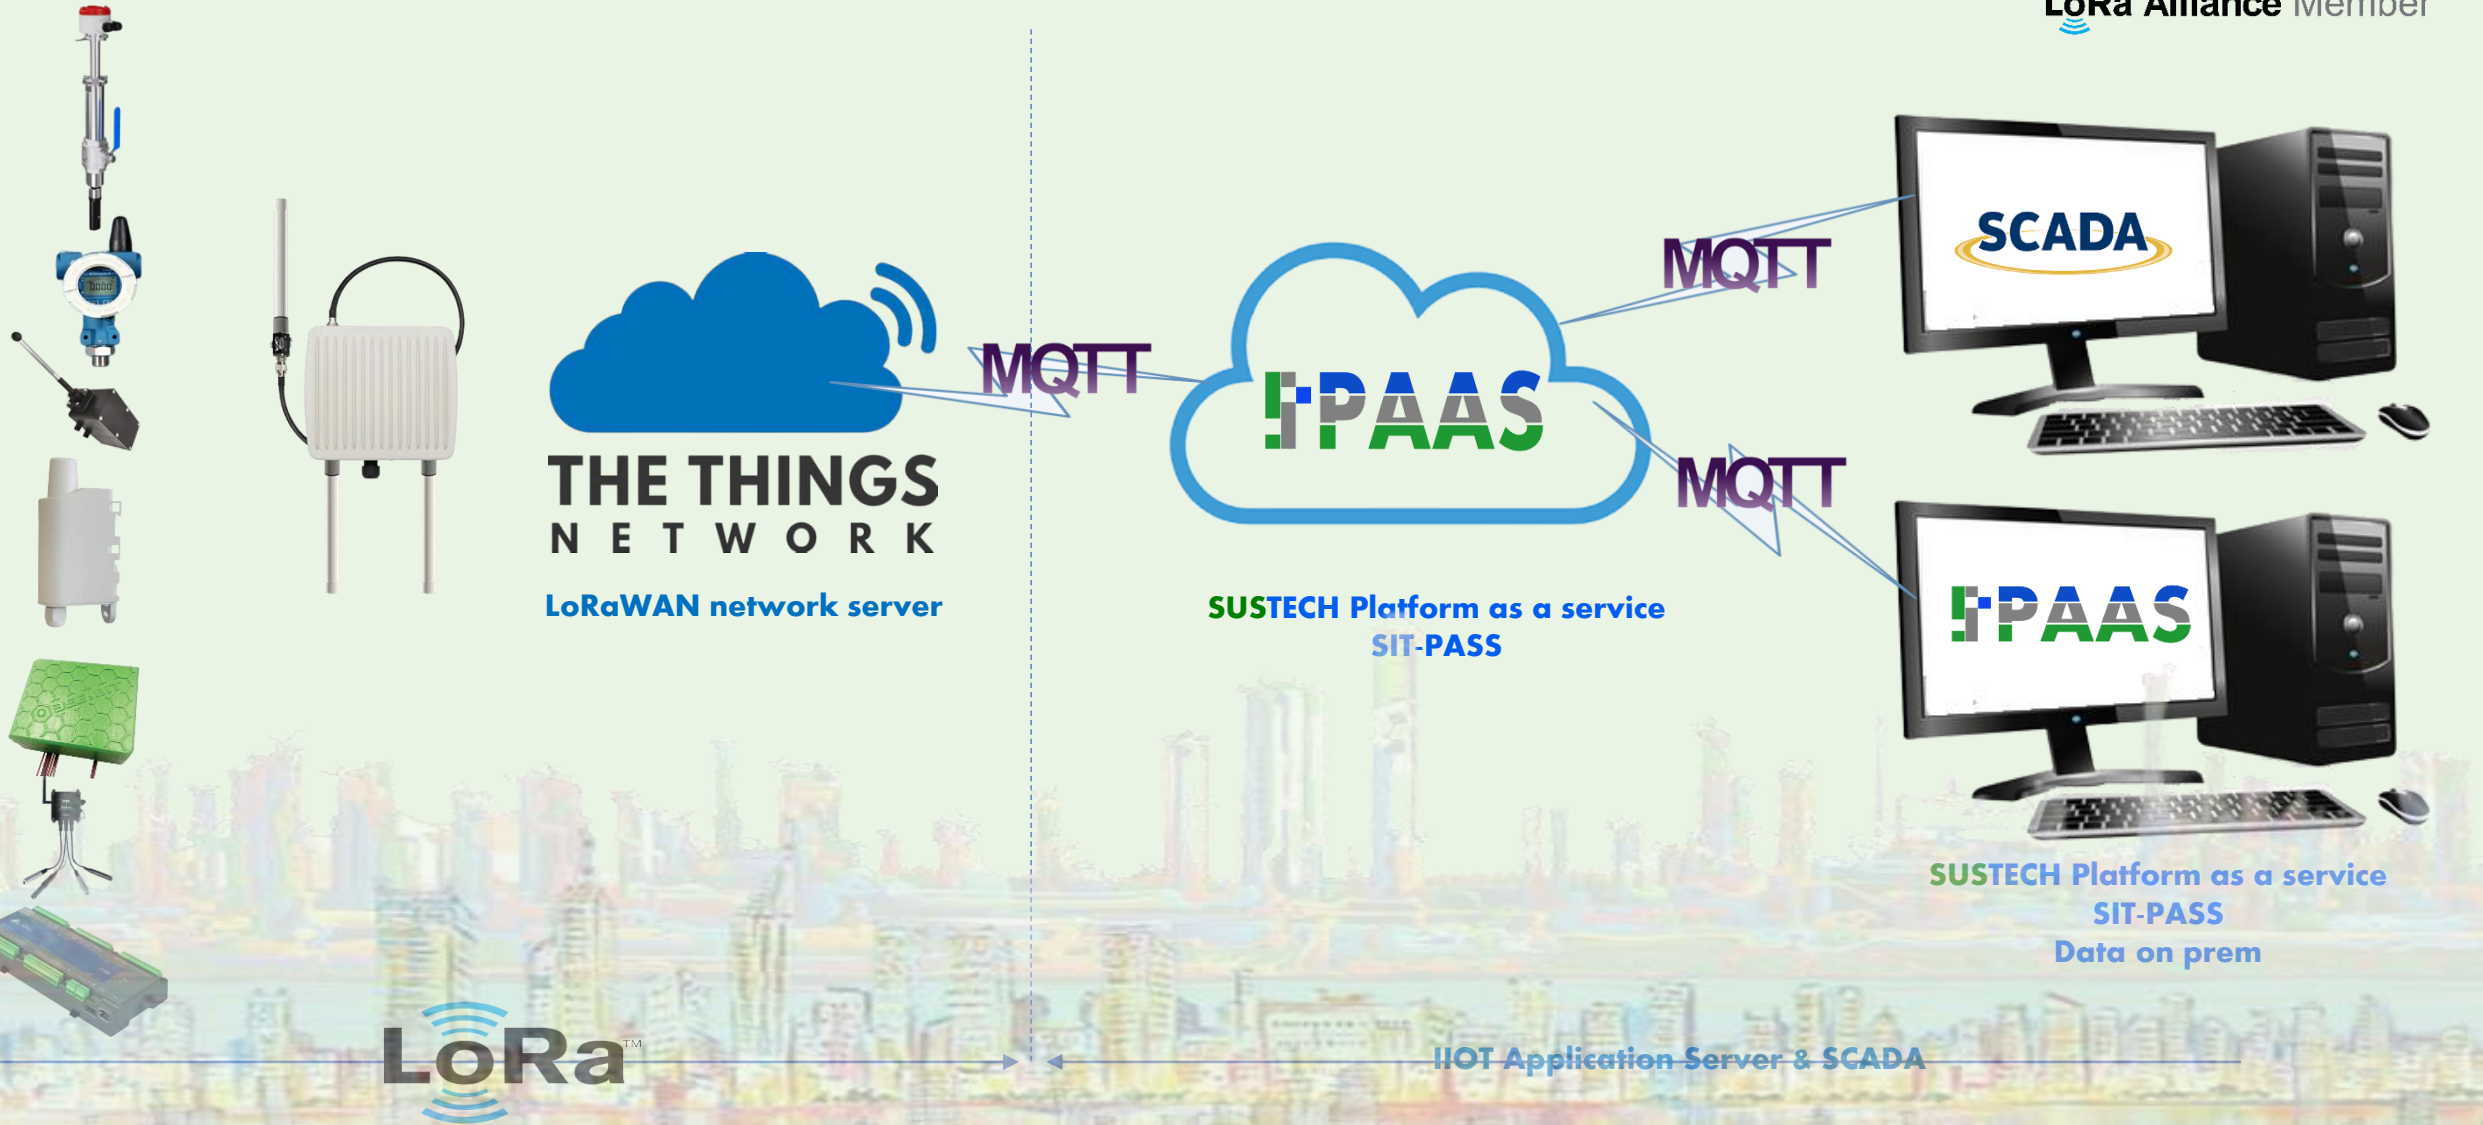 LoRa Alliance Member
SCADA
MQTT
MQTT
PAAS
THE THINGS
NETWORK
MQTT
LoRaWAN network server
SUSTECH Platform as a service
SIT-PASS
PAAS
SUSTECH Platform as a service
SIT-PASS
Data on prem
LoRa™
IIOT Application Server & SCADA